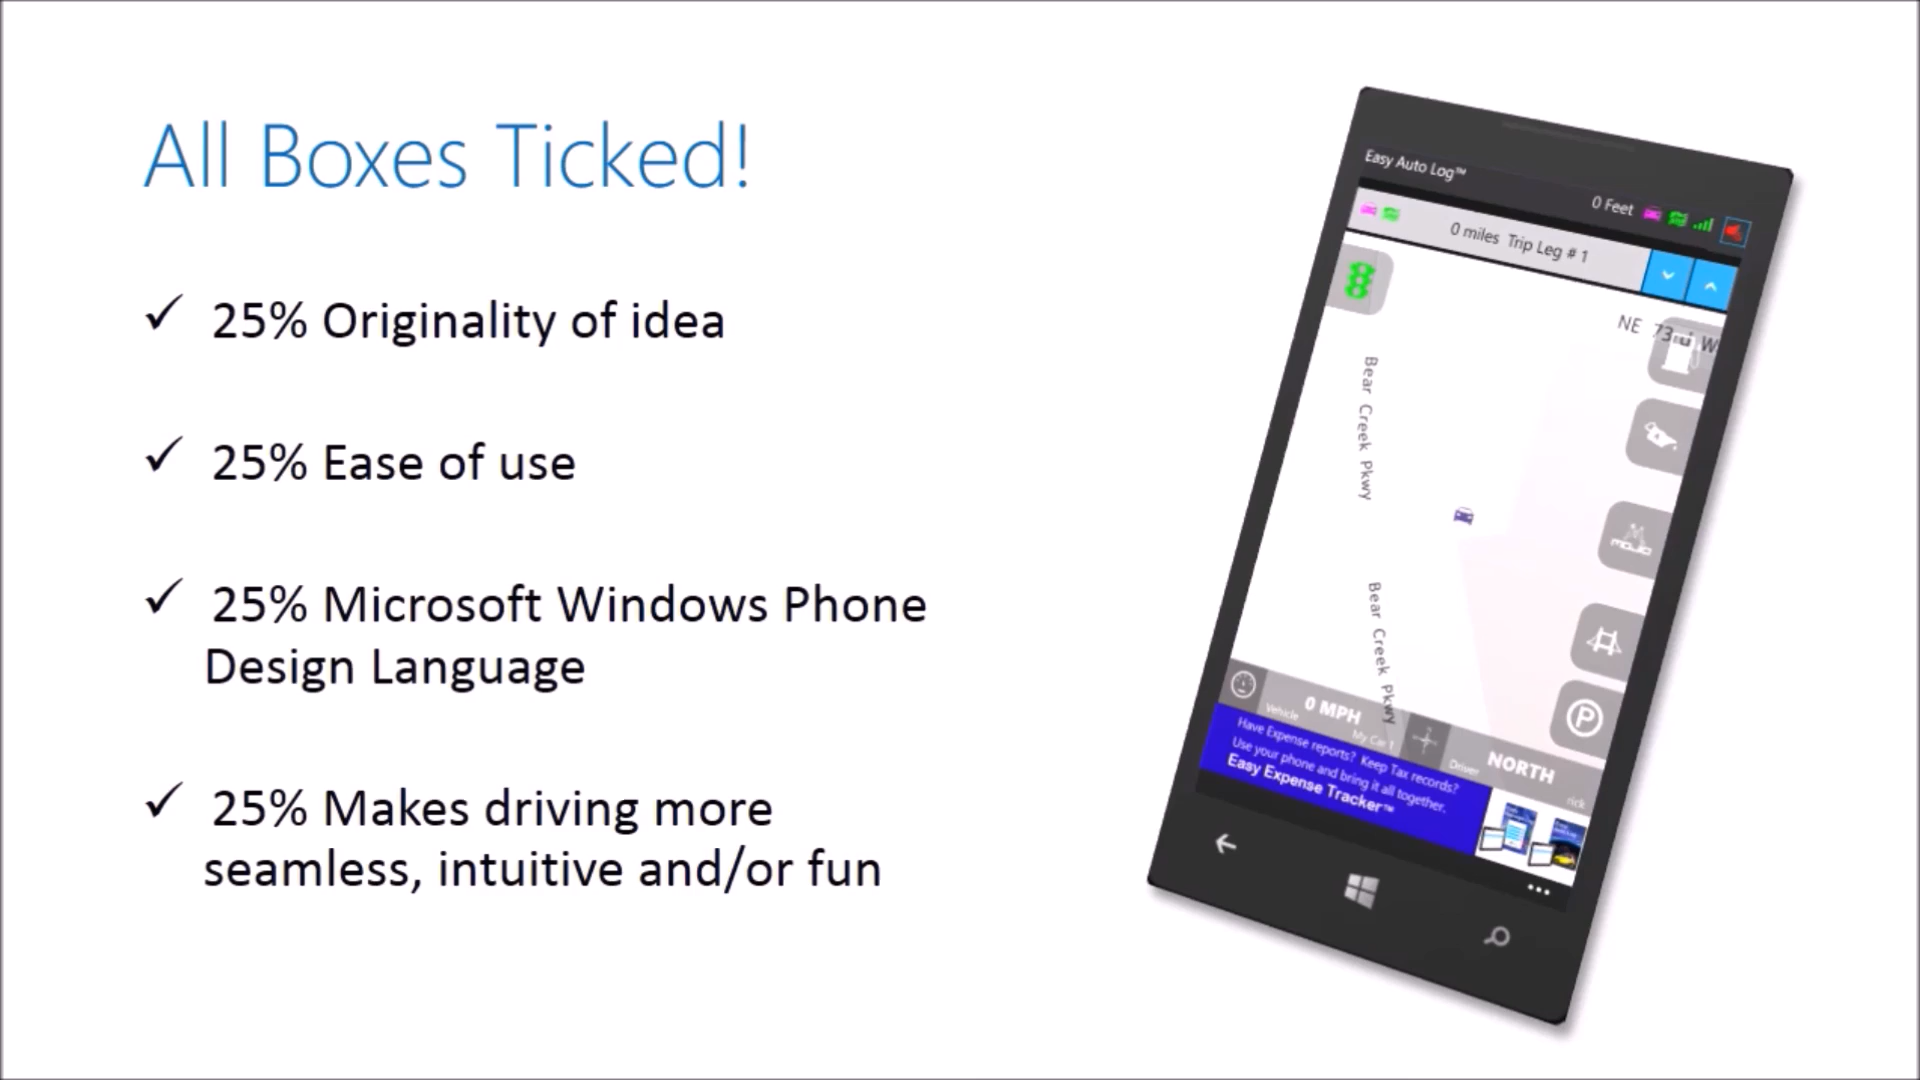 All Boxes Ticked!
✓ 25% Originality of idea
✓ 25% Ease of use
✓ 25% Microsoft Windows Phone
Design Language
✓ 25% Makes driving more
seamless, intuitive and/or fun
Easy Auto Log™
0 Feet
0 miles Trip Leg # 1
NE 73rd W
Bear Creek Pkwy
MOJIO
Bear Creek Pkwy
P
0 MPH
Vehicle
My Car 1
NORTH
Driver
rick
Have Expense reports? Keep Tax records?
Use your phone and bring it all together.
Easy Expense Tracker™